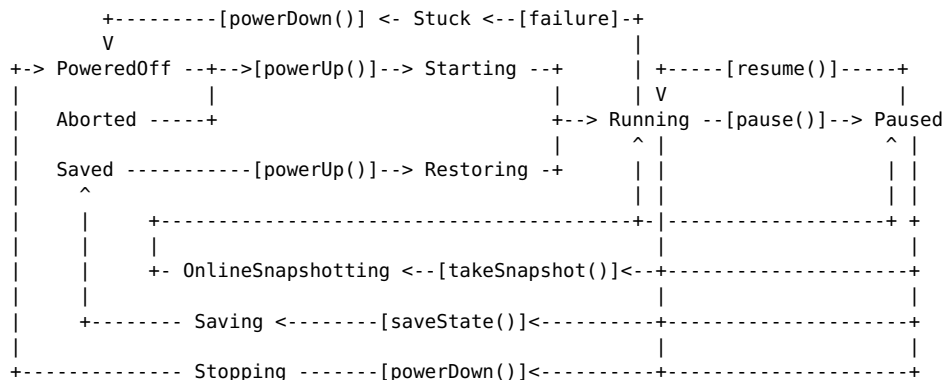 +---------[powerDown()] <- Stuck <--[failure]-+
V |
+-> PoweredOff --+-->[powerUp()]--> Starting --+ | +-----[resume()]-----+
| | | | V |
| Aborted -----+ +--> Running --[pause()]--> Paused
| | ^ | ^ |
| Saved -----------[powerUp()]--> Restoring -+ | | | |
| ^ | | | |
| | +-----------------------------------------+-|-------------------+ +
| | | | |
| | +- OnlineSnapshotting <--[takeSnapshot()]<--+---------------------+
| | | |
| +-------- Saving <--------[saveState()]<----------+---------------------+
| | |
+-------------- Stopping -------[powerDown()]<----------+---------------------+